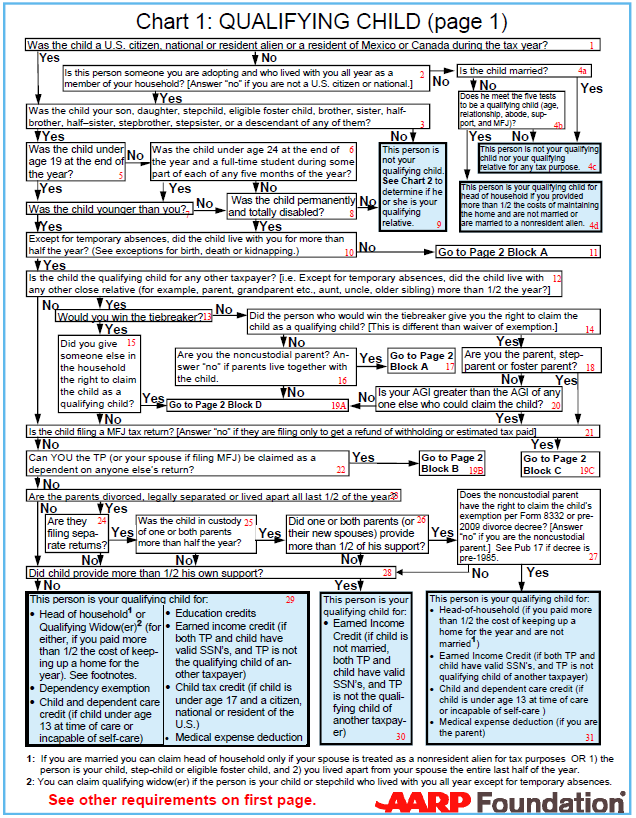 Chart 1: QUALIFYING CHILD (page 1)
Was the child a U.S. citizen, national or resident alien or a resident of Mexico or Canada during the tax year? 1
Yes
No
Is this person someone you are adopting and who lived with you all year as a 2
member of your household? [Answer “no” if you are not a U.S. citizen or national.]
No
Is the child married? 4a
No
Yes
Does he meet the five tests
to be a qualifying child (age,
relationship, abode, sup-
port, and MFJ)? 4b
Yes
No
This person is not your qualifying
child nor your qualifying
relative for any tax purpose. 4c
This person is your qualifying child for
head of household if you provided
more than 1/2 the costs of maintaining
the home and are not married or
are married to a nonresident alien. 4d
Yes
Was the child your son, daughter, stepchild, eligible foster child, brother, sister, half-
brother, half–sister, stepbrother, stepsister, or a descendant of any of them? 3
Yes
No
This person is
not your
qualifying child.
See Chart 2 to
determine if he
or she is your
qualifying
relative. 9
Was the child under
age 19 at the end of
the year? 5
No
Was the child under age 24 at the end of 6
the year and a full-time student during some
part of each of any five months of the year?
Yes
Yes
No
Was the child younger than you? 7
No
Was the child permanently
and totally disabled? 8
No
Yes
Yes
Except for temporary absences, did the child live with you for more than
half the year? (See exceptions for birth, death or kidnapping.) 10
No
Go to Page 2 Block A 11
Yes
Is the child the qualifying child for any other taxpayer? [i.e. Except for temporary absences, did the child live with 12
any other close relative (for example, parent, grandparent etc., aunt, uncle, older sibling) more than 1/2 the year?]
No
Yes
Would you win the tiebreaker? 13
No
Did the person who would win the tiebreaker give you the right to claim the
child as a qualifying child? [This is different than waiver of exemption.] 14
Yes
No
Yes
Did you give 15
someone else in
the household
the right to claim
the child as a
qualifying child?
Are you the noncustodial parent? An-
swer “no” if parents live together with
the child. 16
Yes
Go to Page 2
Block A 17
Are you the parent, step-
parent or foster parent? 18
No
No
Yes
Yes
Go to Page 2 Block D 19A
No
Is your AGI greater than the AGI of any
one else who could claim the child? 20
No
Yes
Is the child filing a MFJ tax return? [Answer “no” if they are filing only to get a refund of withholding or estimated tax paid] 21
No
Yes
Yes
Can YOU the TP (or your spouse if filing MFJ) be claimed as a
dependent on anyone else's return? 22
Yes
Go to Page 2
Block B 19B
Go to Page 2
Block C 19C
No
Are the parents divorced, legally separated or lived apart all last 1/2 of the year?
No
Yes
Are they 24
filing sepa-
rate returns?
Yes
Was the child in custody 25
of one or both parents
more than half the year?
Yes
Did one or both parents (or 26
their new spouses) provide
more than 1/2 of his support?
Yes
Does the noncustodial parent
have the right to claim the child's
exemption per Form 8332 or pre-
2009 divorce decree? [Answer
“no” if you are the noncustodial
parent.] See Pub 17 if decree is
pre-1985. 27
No
No
No
Did child provide more than 1/2 his own support? 28
No
Yes
No
Yes
This person is your qualifying child for: 29
• Head of household1 or
Qualifying Widow(er)2 (for
either, if you paid more
than 1/2 the cost of keep-
ing up a home for the
year). See footnotes.
• Dependency exemption
• Child and dependent care
credit (if child under age
13 at time of care or
incapable of self-care)
• Education credits
• Earned income credit (if
both TP and child have
valid SSN's, and TP is not
the qualifying child of an-
other taxpayer)
• Child tax credit (if child is
under age 17 and a citizen,
national or resident of the
U.S.)
• Medical expense deduction
This person is your
qualifying child for:
• Earned Income
Credit (if child is
not married,
both TP and
child have valid
SSN's, and TP
is not the quali-
fying child of
another taxpay-
er) 30
This person is your qualifying child for:
• Head-of-household (if you paid more
than 1/2 the cost of keeping up a
home for the year and are not
married1)
• Earned Income Credit (if both TP and
child have valid SSN's, and TP is not
qualifying child of another taxpayer)
• Child and dependent care credit (if
child is under age 13 at time of care
or incapable of self-care )
• Medical expense deduction (if you are
the parent) 31
1: If you are married you can claim head of household only if your spouse is treated as a nonresident alien for tax purposes OR 1) the
person is your child, step-child or eligible foster child, and 2) you lived apart from your spouse the entire last half of the year.
2: You can claim qualifying widow(er) if the person is your child or stepchild who lived with you all year except for temporary absences.
See other requirements on first page.
AARP Foundation®